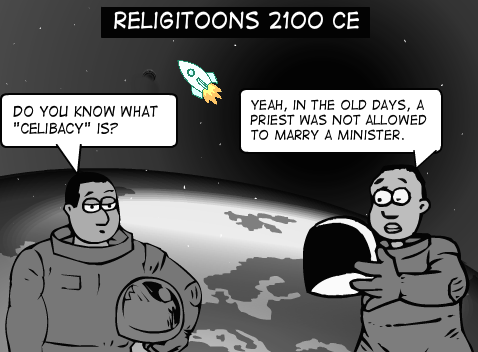 RELIGITOONS 2100 CE
DO YOU KNOW WHAT
"CELIBACY" IS?
YEAH, IN THE OLD DAYS, A
PRIEST WAS NOT ALLOWED
TO MARRY A MINISTER.